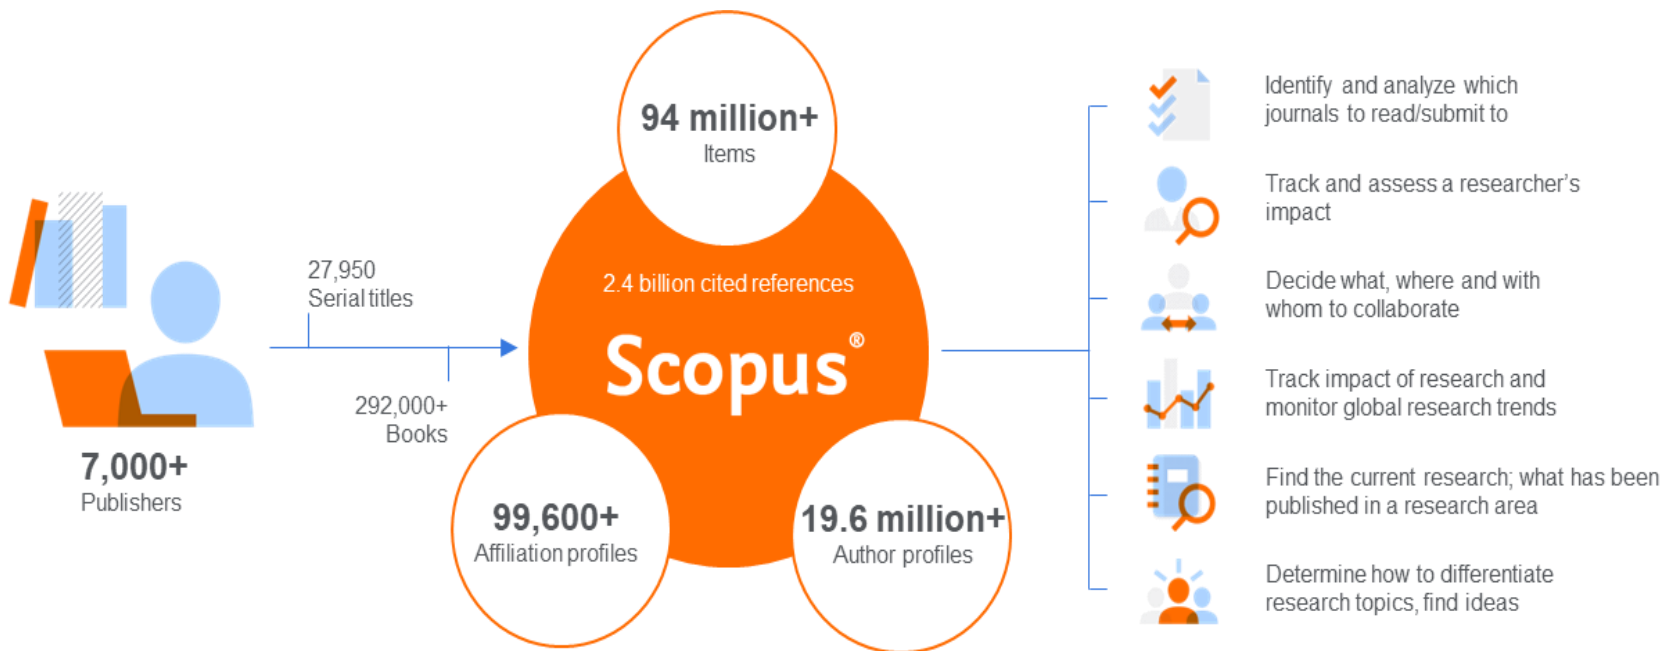 7,000+
Publishers
27,950
Serial titles
292,000+
Books
94 million+
Items
2.4 billion cited references
Scopus®
99,600+
Affiliation profiles
19.6 million+
Author profiles
Identify and analyze which
journals to read/submit to
Track and assess a researcher's
impact
Decide what, where and with
whom to collaborate
Track impact of research and
monitor global research trends
Find the current research; what has been
published in a research area
Determine how to differentiate
research topics, find ideas